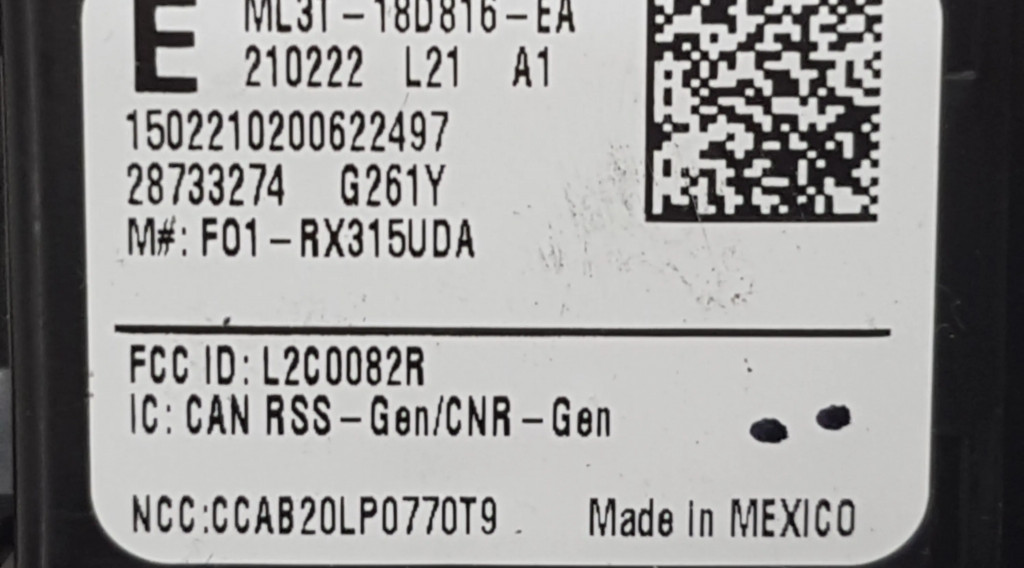 E
ML3T-18D816-EA
210222 L21 A1
1502210200622497
28733274 G261Y
M#: F01-RX315UDA
FCC ID: L2C0082R
IC: CAN RSS-Gen/CNR-Gen
NCC:CCAB20LP0770T9 Made in MEXICO